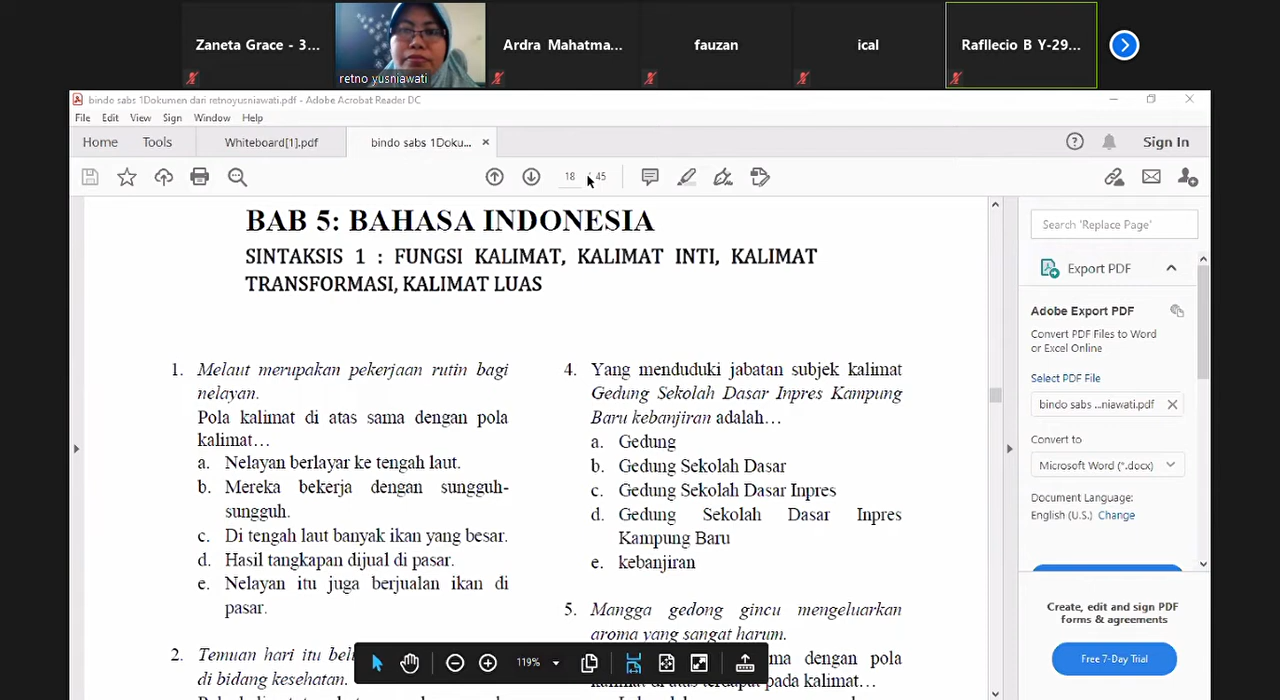 Zaneta Grace - 3...
retno yusniawati
Ardra Mahatma...
fauzan
ical
Rafllecio B Y-29...
bindo sabs 1Dokumen dari retnoyusniawati.pdf - Adobe Acrobat Reader DC
File Edit View Sign Window Help
Home Tools Whiteboard[1].pdf bindo sabs 1Doku... ×
Sign In
18 45
BAB 5: BAHASA INDONESIA
SINTAKSIS 1 : FUNGSI KALIMAT, KALIMAT INTI, KALIMAT
TRANSFORMASI, KALIMAT LUAS
1. Melaut merupakan pekerjaan rutin bagi
nelayan.
Pola kalimat di atas sama dengan pola
kalimat…
a. Nelayan berlayar ke tengah laut.
b. Mereka bekerja dengan sungguh-
sungguh.
c. Di tengah laut banyak ikan yang besar.
d. Hasil tangkapan dijual di pasar.
e. Nelayan itu juga berjualan ikan di
pasar.
2. Temuan hari itu
di bidang kesehatan.
4. Yang menduduki jabatan subjek kalimat
Gedung Sekolah Dasar Inpres Kampung
Baru kebanjiran adalah…
a. Gedung
b. Gedung Sekolah Dasar
c. Gedung Sekolah Dasar Inpres
d. Gedung Sekolah Dasar Inpres
Kampung Baru
e. kebanjiran
5. Mangga gedong gincu mengeluarkan
aroma yang sangat harum.
dengan pola
kalimat di atas terdapat pada kalimat…
119%
Search 'Replace Page'
Export PDF
Adobe Export PDF
Convert PDF Files to Word
or Excel Online
Select PDF File
bindo sabs ...niawati.pdf ×
Convert to
Microsoft Word (*.docx)
Document Language:
English (U.S.) Change
Create, edit and sign PDF
forms & agreements
Free 7-Day Trial